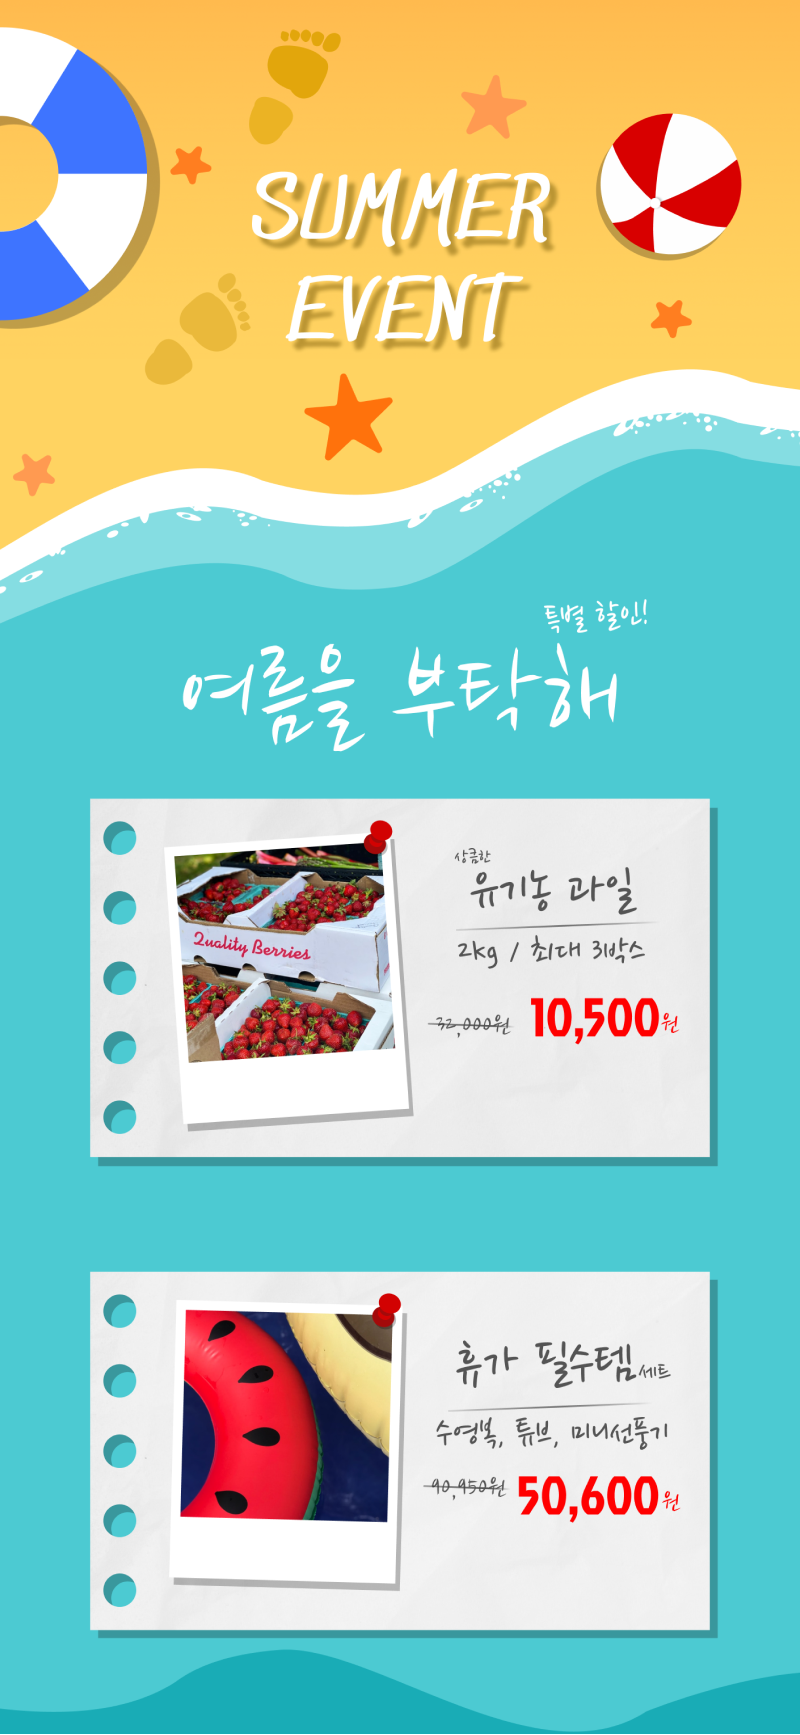 SUMMER
EVENT
특별 할인!
여름을 부탁해
Quality Berries
상큼한
유기농 과일
2kg / 최대 3박스
32,000원 10,500원
휴가 필수템 세트
수영복, 튜브, 미니선풍기
90,950원 50,600원